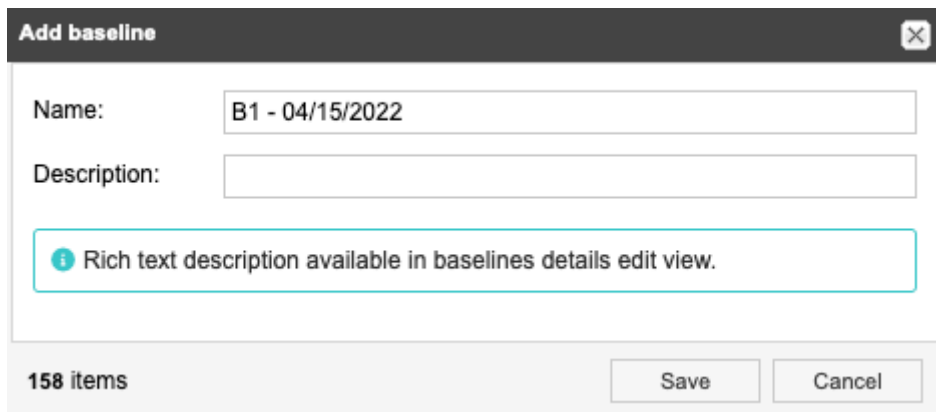 Add baseline
Name: B1 - 04/15/2022
Description:
Rich text description available in baselines details edit view.
158 items Save Cancel